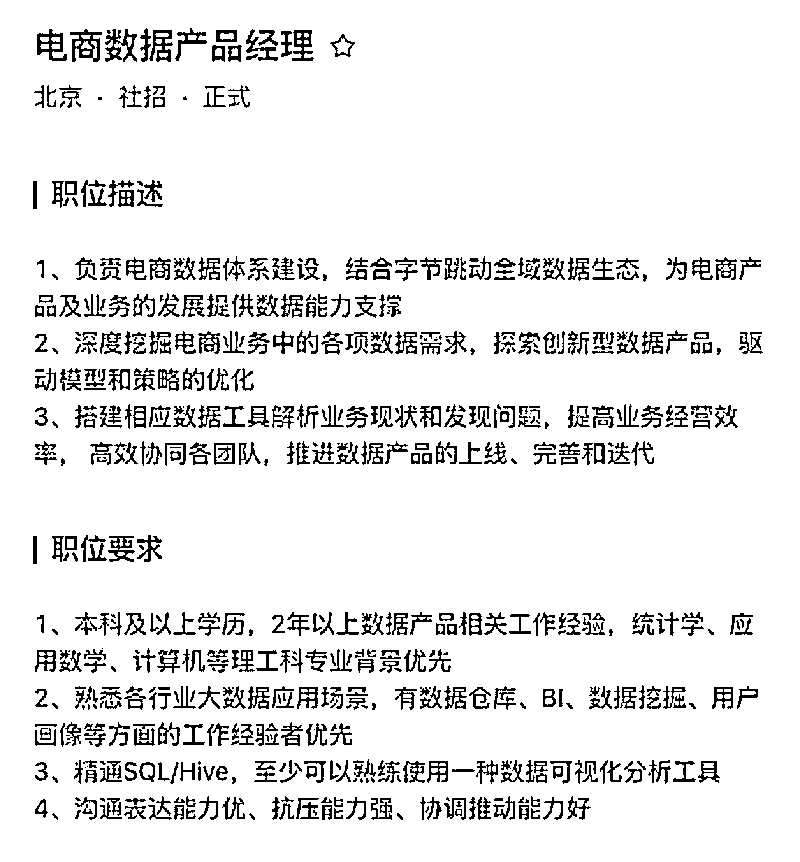 电商数据产品经理 ☆
北京 · 社招 · 正式
职位描述
1、负责电商数据体系建设，结合字节跳动全域数据生态，为电商产
品及业务的发展提供数据能力支撑
2、深度挖掘电商业务中的各项数据需求，探索创新型数据产品，驱
动模型和策略的优化
3、搭建相应数据工具解析业务现状和发现问题，提高业务经营效
率， 高效协同各团队，推进数据产品的上线、完善和迭代
职位要求
1、本科及以上学历，2年以上数据产品相关工作经验，统计学、应
用数学、计算机等理工科专业背景优先
2、熟悉各行业大数据应用场景，有数据仓库、BI、数据挖掘、用户
画像等方面的工作经验者优先
3、精通SQL/Hive，至少可以熟练使用一种数据可视化分析工具
4、沟通表达能力优、抗压能力强、协调推动能力好